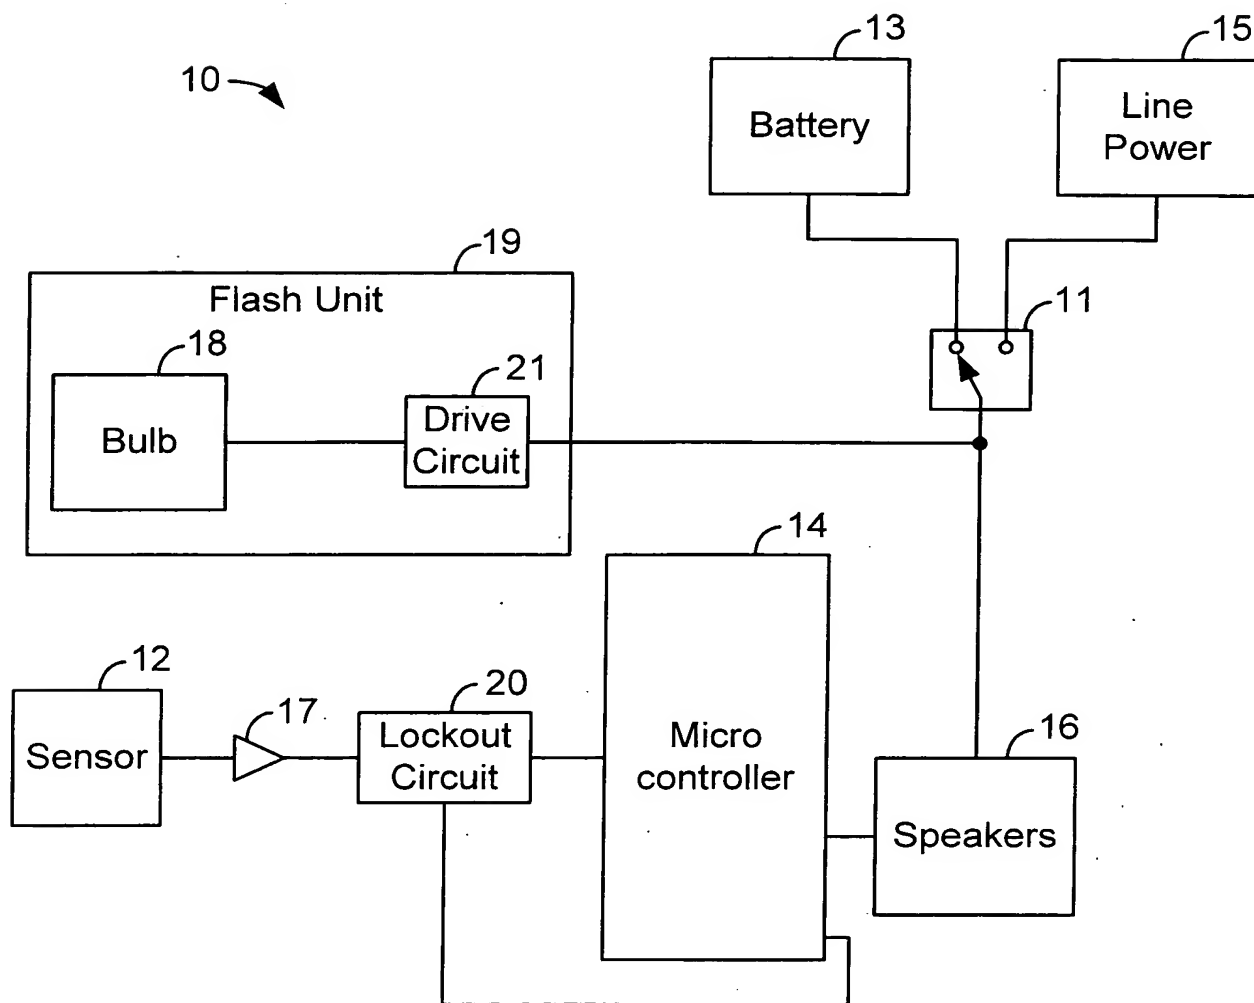 10
13
Battery
15
Line
Power
11
19
Flash Unit
18
Bulb
21
Drive
Circuit
14
Micro
controller
12
Sensor
17
20
Lockout
Circuit
16
Speakers